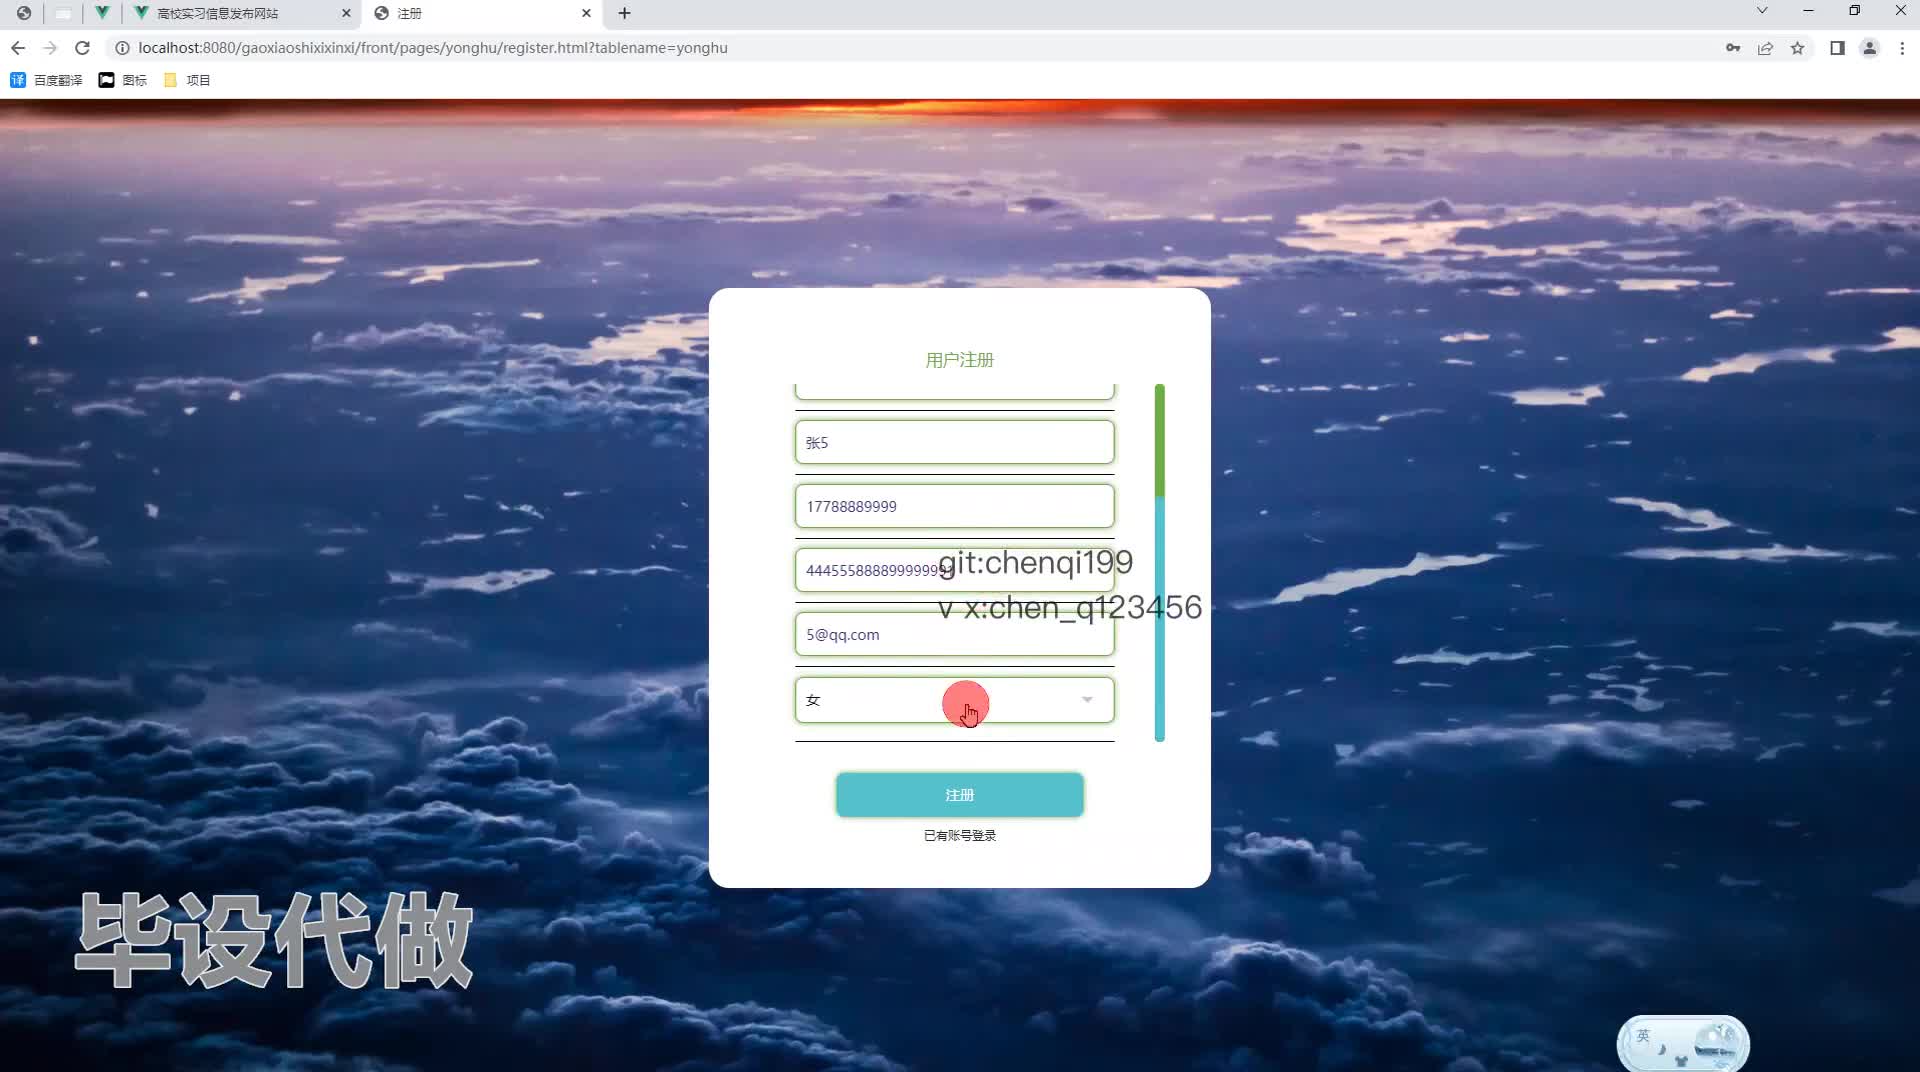 高校实习信息发布网站
注册
localhost:8080/gaoxiaoshixixinxi/front/pages/yonghu/register.html?tablename=yonghu
百度翻译
图标
项目
用户注册
张5
17788889999
git:chenqi199
v x:chen_q123456
5@qq.com
女
注册
已有账号登录
毕设代做
英